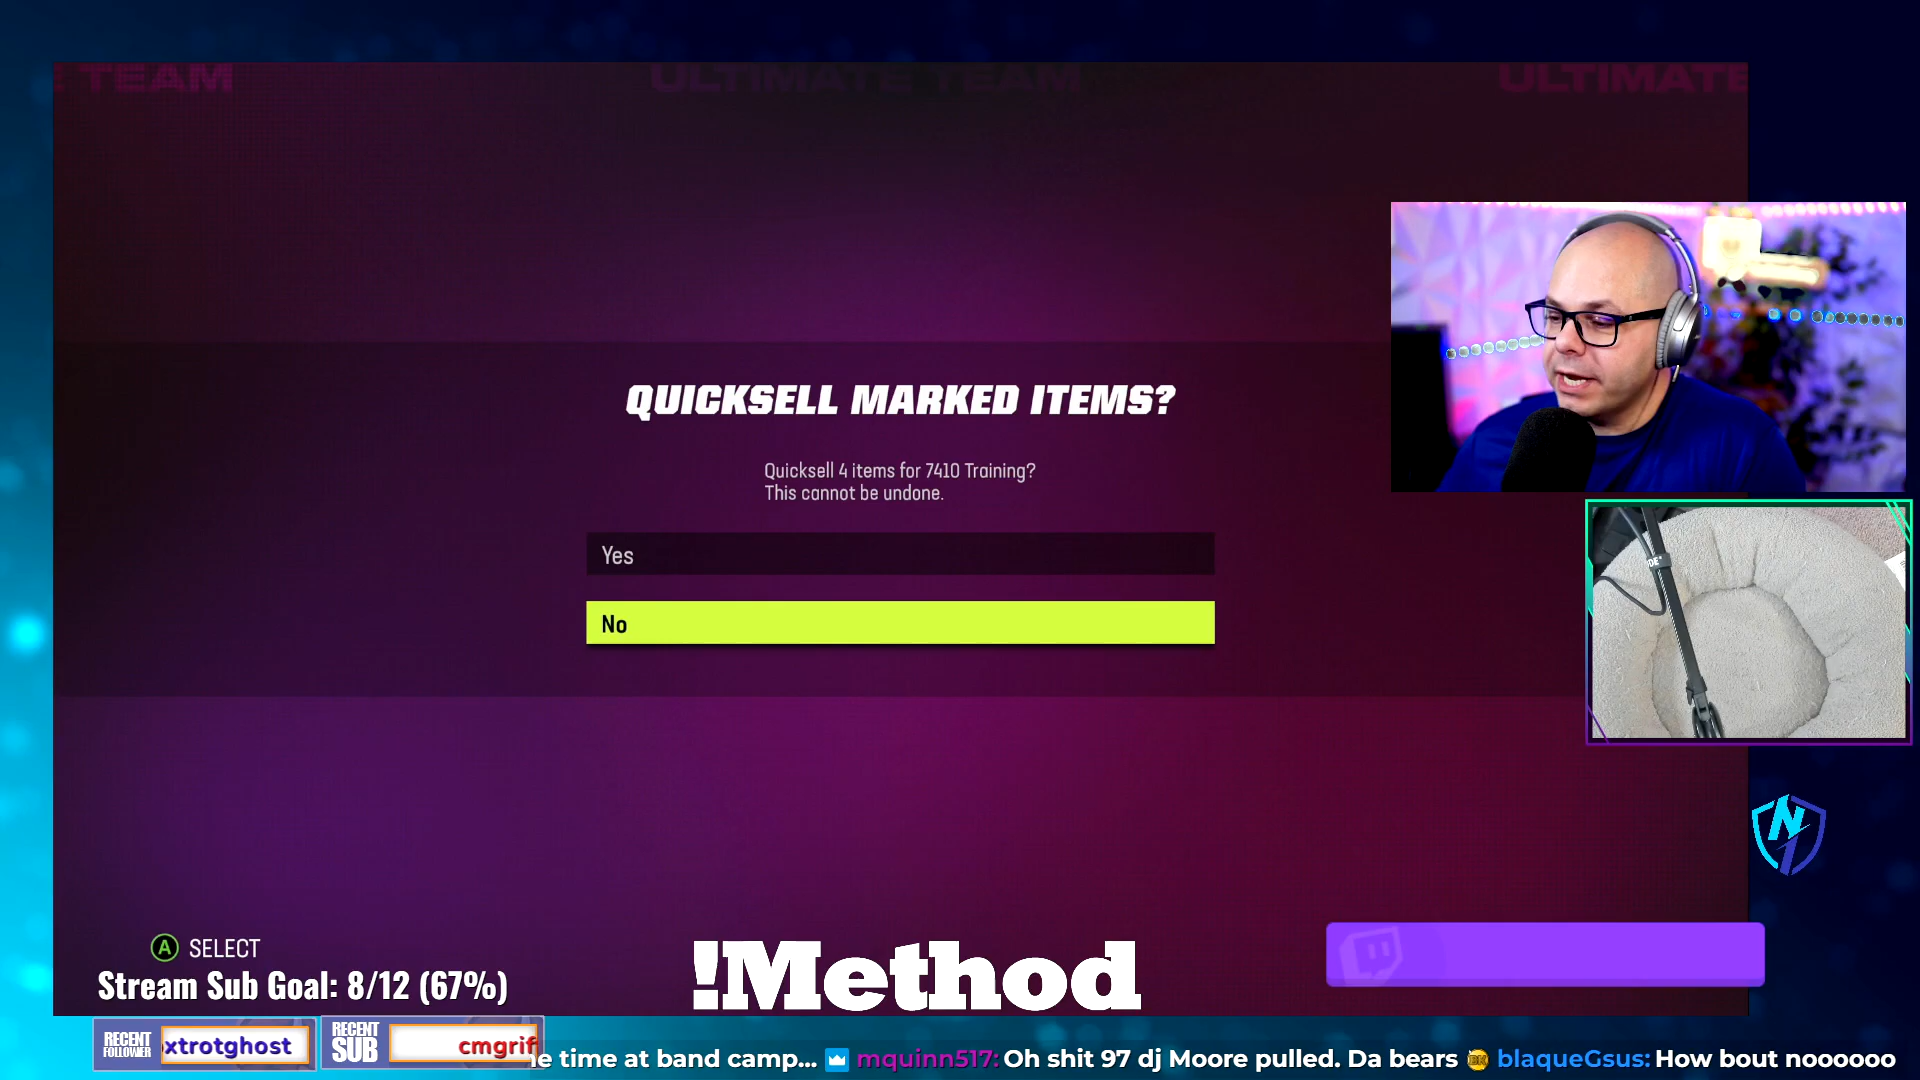 E TEAM
ULTIMATE TEAM
ULTIMATE
QUICKSELL MARKED ITEMS?
Quicksell 4 items for 7410 Training?
This cannot be undone.
Yes
No
A SELECT
Stream Sub Goal: 8/12 (67%)
!Method
RECENT FOLLOWER
xtrotghost
RECENT SUB
cmgrif
e time at band camp... mquinn517: Oh shit 97 dj Moore pulled. Da bears blaqueGsus: How bout noooooo